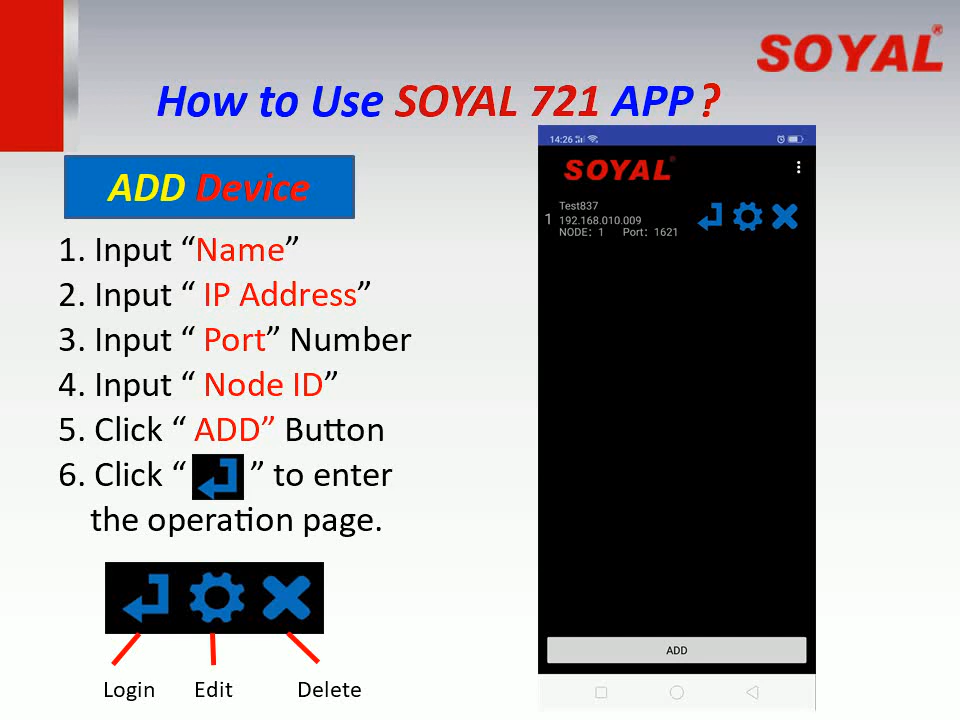 SOYAL®
How to Use SOYAL 721 APP?
ADD Device
1. Input “Name”
2. Input “ IP Address”
3. Input “ Port” Number
4. Input “ Node ID”
5. Click “ ADD” Button
6. Click “ ” to enter
the operation page.
Login Edit Delete
14:26
SOYAL®
Test837
1 192.168.010.009
NODE: 1 Port: 1621
ADD